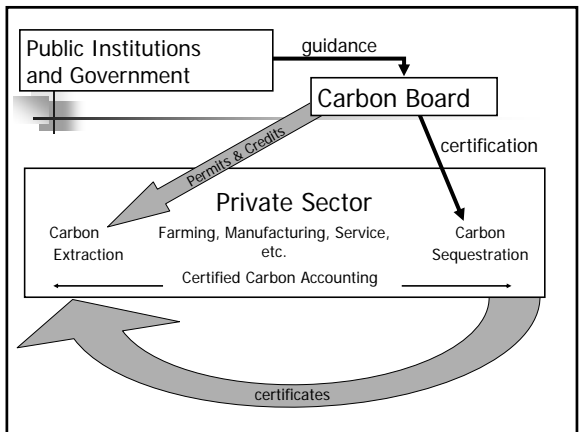 Public Institutions
and Government
guidance
Carbon Board
Permits & Credits
certification
Private Sector
Carbon
Extraction
Farming, Manufacturing, Service,
etc.
Carbon
Sequestration
Certified Carbon Accounting
certificates